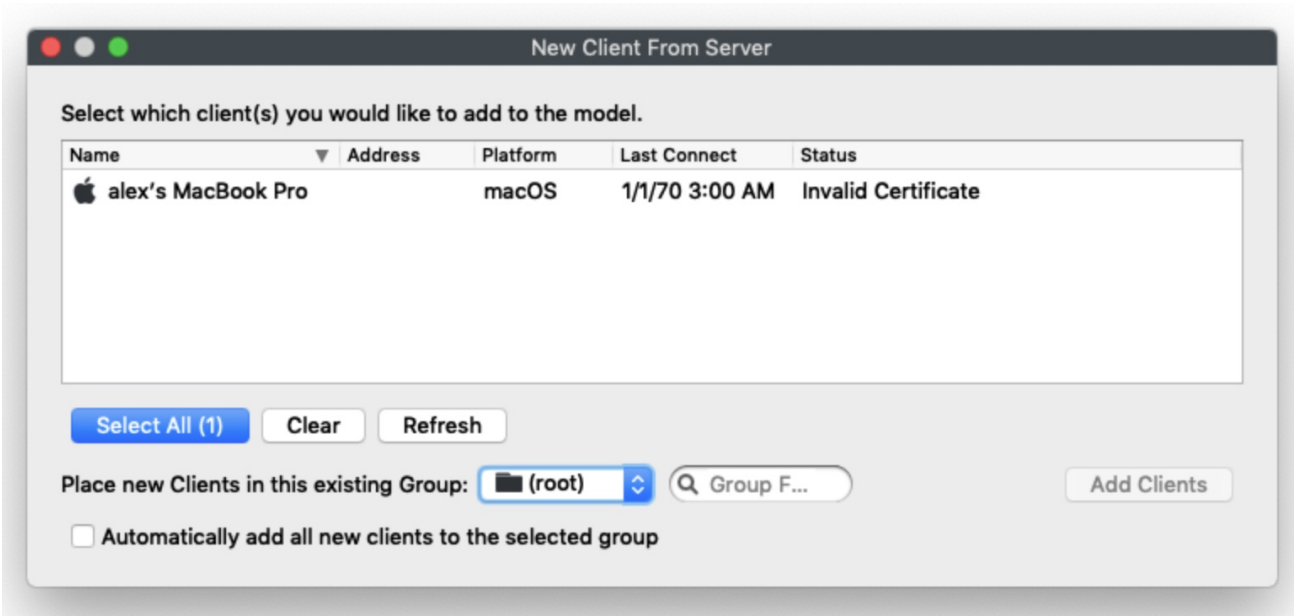 New Client From Server
Select which client(s) you would like to add to the model.
Name Address Platform Last Connect Status
alex's MacBook Pro macOS 1/1/70 3:00 AM Invalid Certificate
Select All (1) Clear Refresh
Place new Clients in this existing Group: (root) Group F... Add Clients
Automatically add all new clients to the selected group